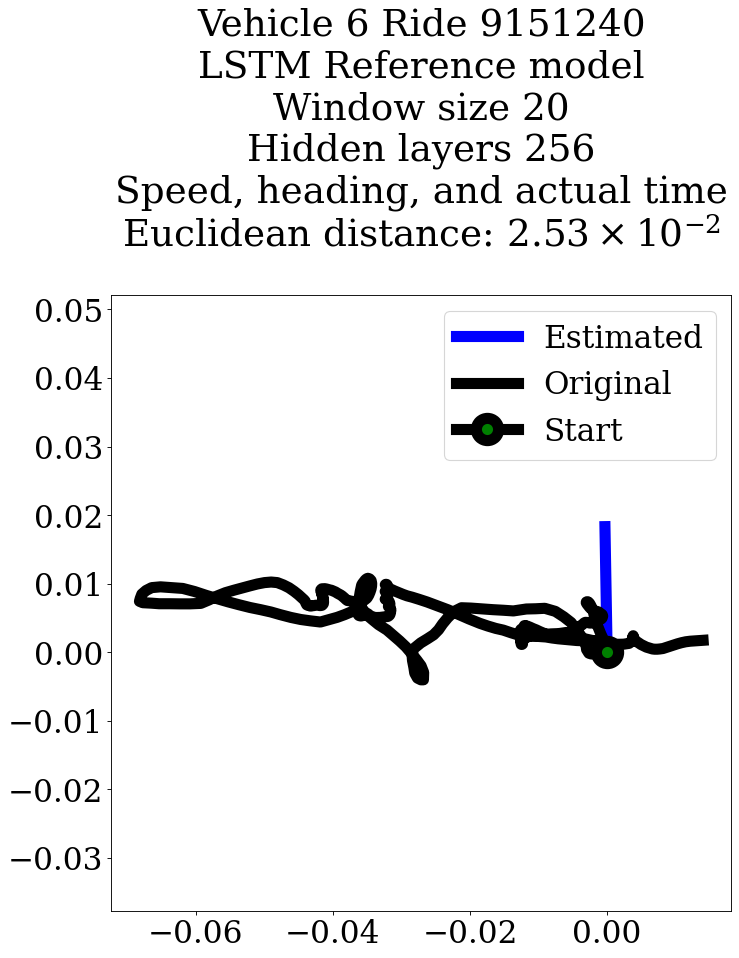 Vehicle 6 Ride 9151240
LSTM Reference model
Window size 20
Hidden layers 256
Speed, heading, and actual time
Euclidean distance: 2.53 × 10⁻²
Estimated
Original
Start
0.05
0.04
0.03
0.02
0.01
0.00
−0.01
−0.02
−0.03
−0.06 −0.04 −0.02 0.00